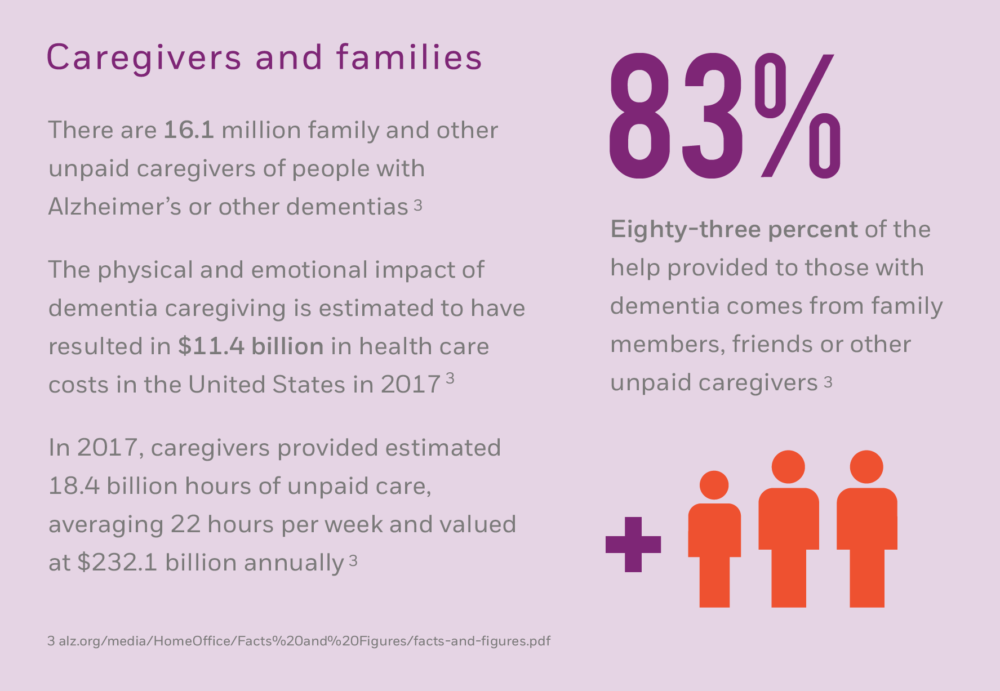 Caregivers and families
There are 16.1 million family and other
unpaid caregivers of people with
Alzheimer’s or other dementias 3
The physical and emotional impact of
dementia caregiving is estimated to have
resulted in $11.4 billion in health care
costs in the United States in 2017 3
In 2017, caregivers provided estimated
18.4 billion hours of unpaid care,
averaging 22 hours per week and valued
at $232.1 billion annually 3
83%
Eighty-three percent of the
help provided to those with
dementia comes from family
members, friends or other
unpaid caregivers 3
3 alz.org/media/HomeOffice/Facts%20and%20Figures/facts-and-figures.pdf